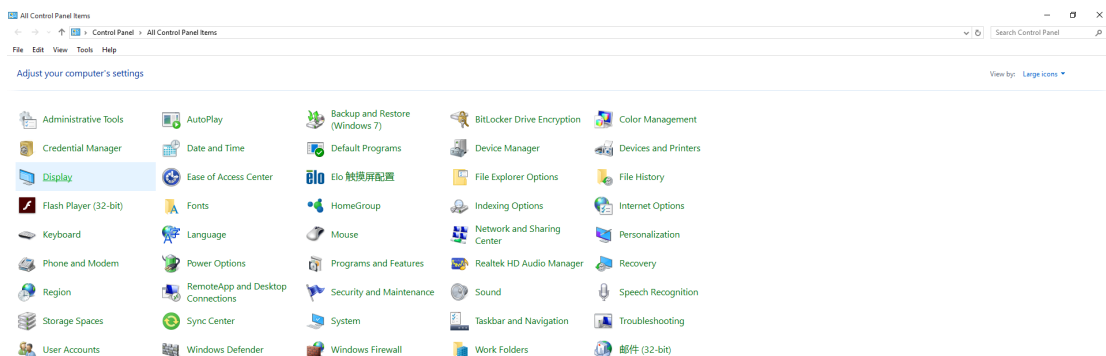 All Control Panel Items
Control Panel > All Control Panel Items
Search Control Panel
File Edit View Tools Help
Adjust your computer's settings
View by: Large icons
Administrative Tools
AutoPlay
Backup and Restore
(Windows 7)
BitLocker Drive Encryption
Color Management
Credential Manager
Date and Time
Default Programs
Device Manager
Devices and Printers
Display
Ease of Access Center
elo
Elo 触摸屏配置
File Explorer Options
File History
Flash Player (32-bit)
Fonts
HomeGroup
Indexing Options
Internet Options
Keyboard
Language
Mouse
Network and Sharing
Center
Personalization
Phone and Modem
Power Options
Programs and Features
Realtek HD Audio Manager
Recovery
Region
RemoteApp and Desktop
Connections
Security and Maintenance
Sound
Speech Recognition
Storage Spaces
Sync Center
System
Taskbar and Navigation
Troubleshooting
User Accounts
Windows Defender
Windows Firewall
Work Folders
邮件 (32-bit)